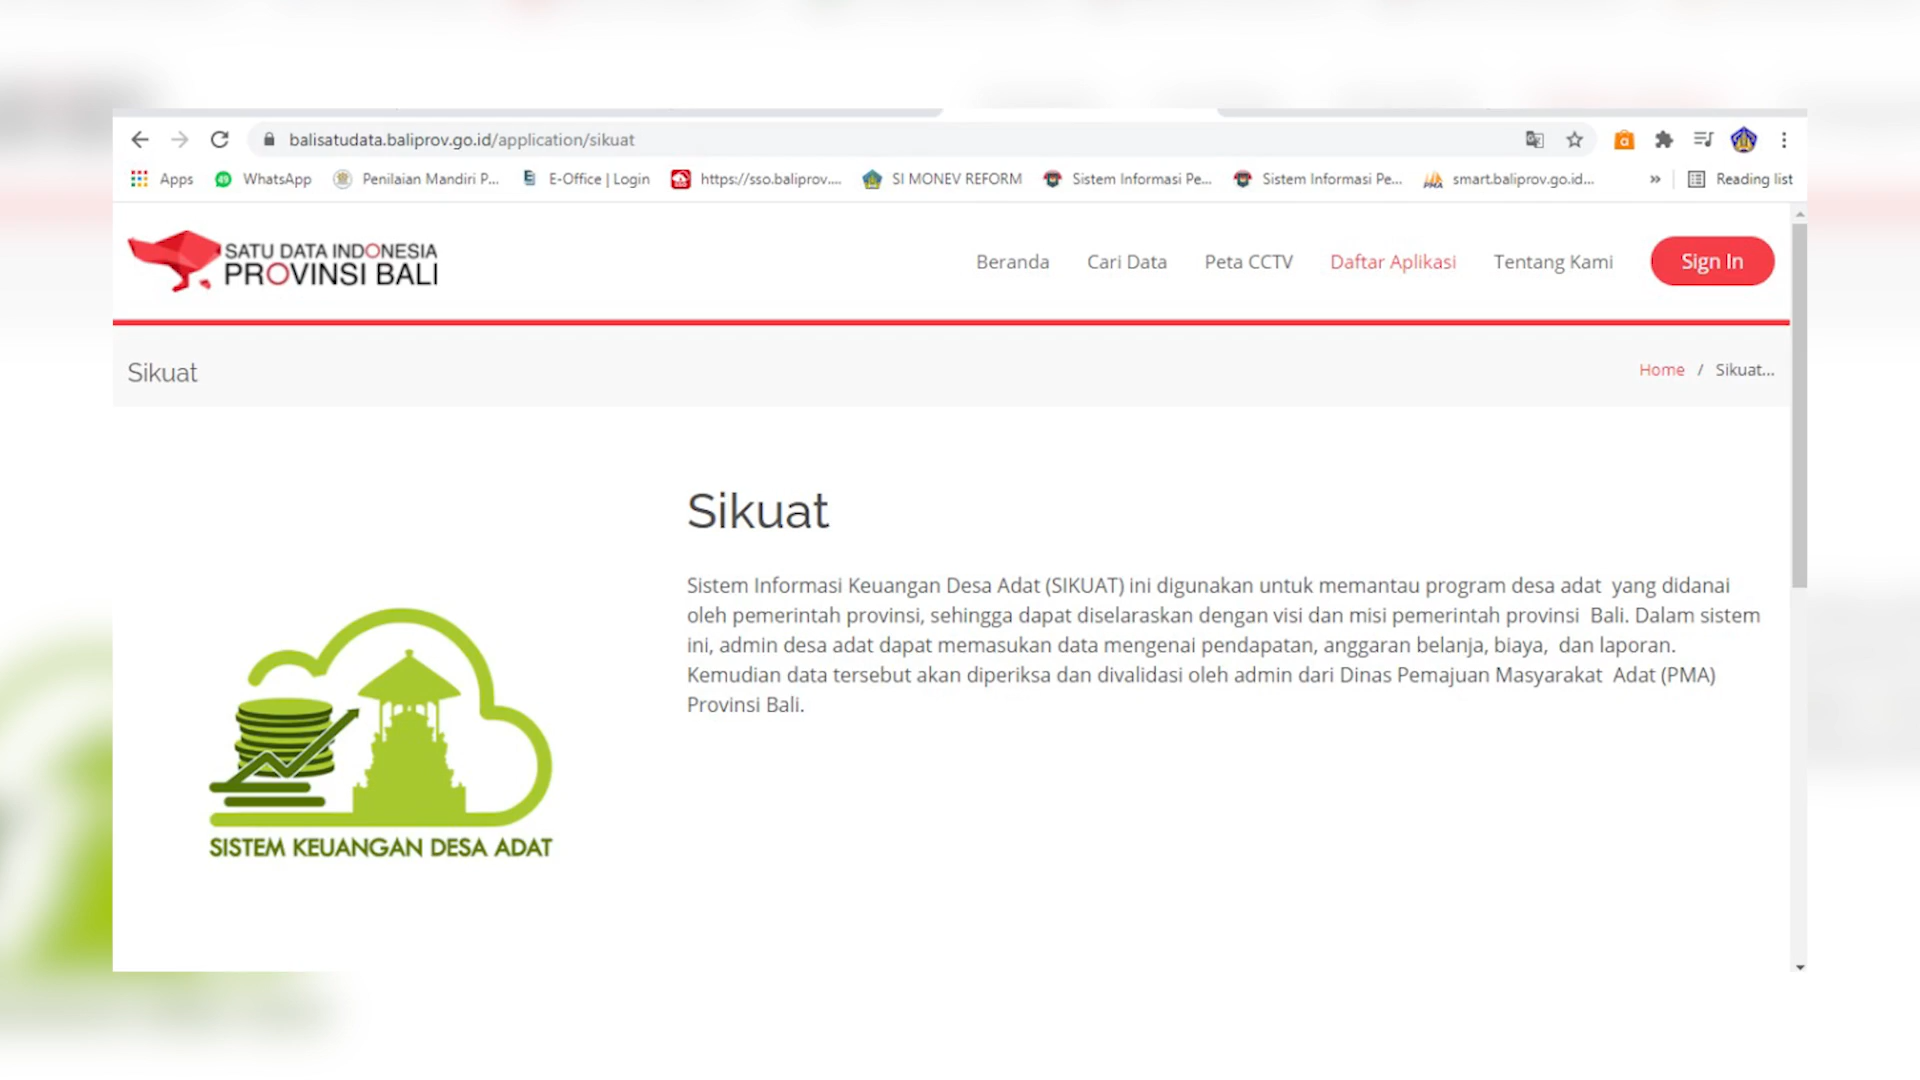 balisatudata.baliprov.go.id/application/sikuat
Apps WhatsApp Penilaian Mandiri P... E-Office | Login https://sso.baliprov.... SI MONEV REFORM Sistem Informasi Pe... Sistem Informasi Pe... smart.baliprov.go.id... » Reading list
SATU DATA INDONESIA
PROVINSI BALI
Beranda Cari Data Peta CCTV Daftar Aplikasi Tentang Kami Sign In
Sikuat
Home / Sikuat...
Sikuat
Sistem Informasi Keuangan Desa Adat (SIKUAT) ini digunakan untuk memantau program desa adat yang didanai
oleh pemerintah provinsi, sehingga dapat diselaraskan dengan visi dan misi pemerintah provinsi Bali. Dalam sistem
ini, admin desa adat dapat memasukan data mengenai pendapatan, anggaran belanja, biaya, dan laporan.
Kemudian data tersebut akan diperiksa dan divalidasi oleh admin dari Dinas Pemajuan Masyarakat Adat (PMA)
Provinsi Bali.
SISTEM KEUANGAN DESA ADAT